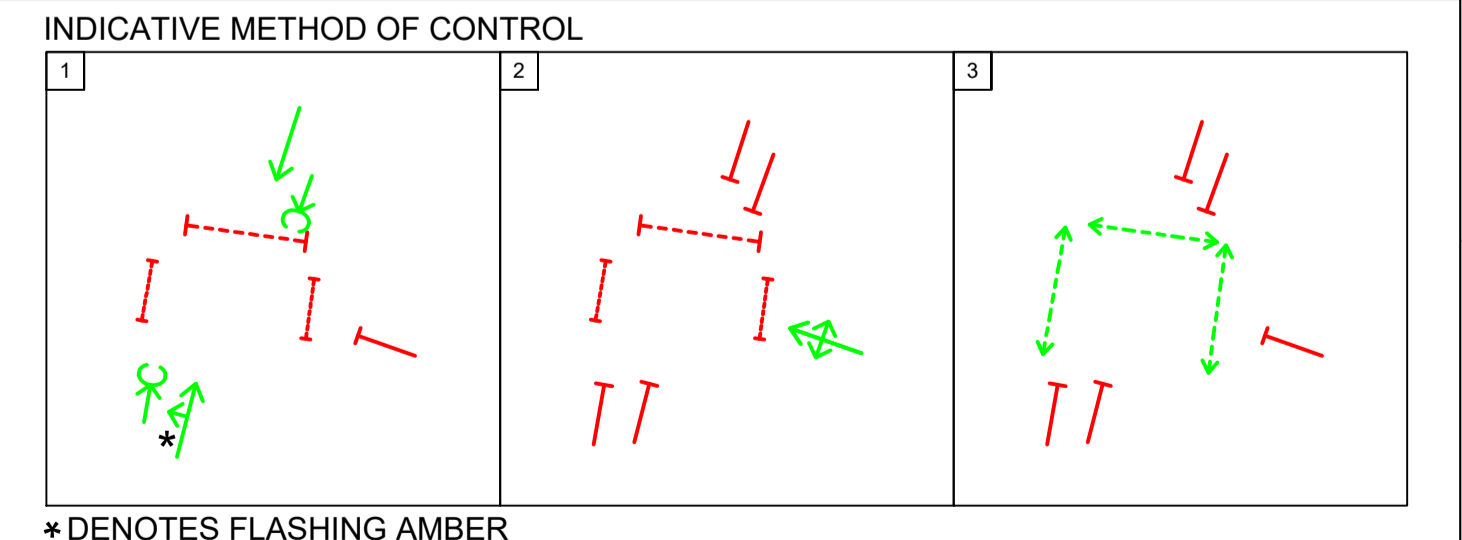 INDICATIVE METHOD OF CONTROL
1
2
3
C
C
*
* DENOTES FLASHING AMBER